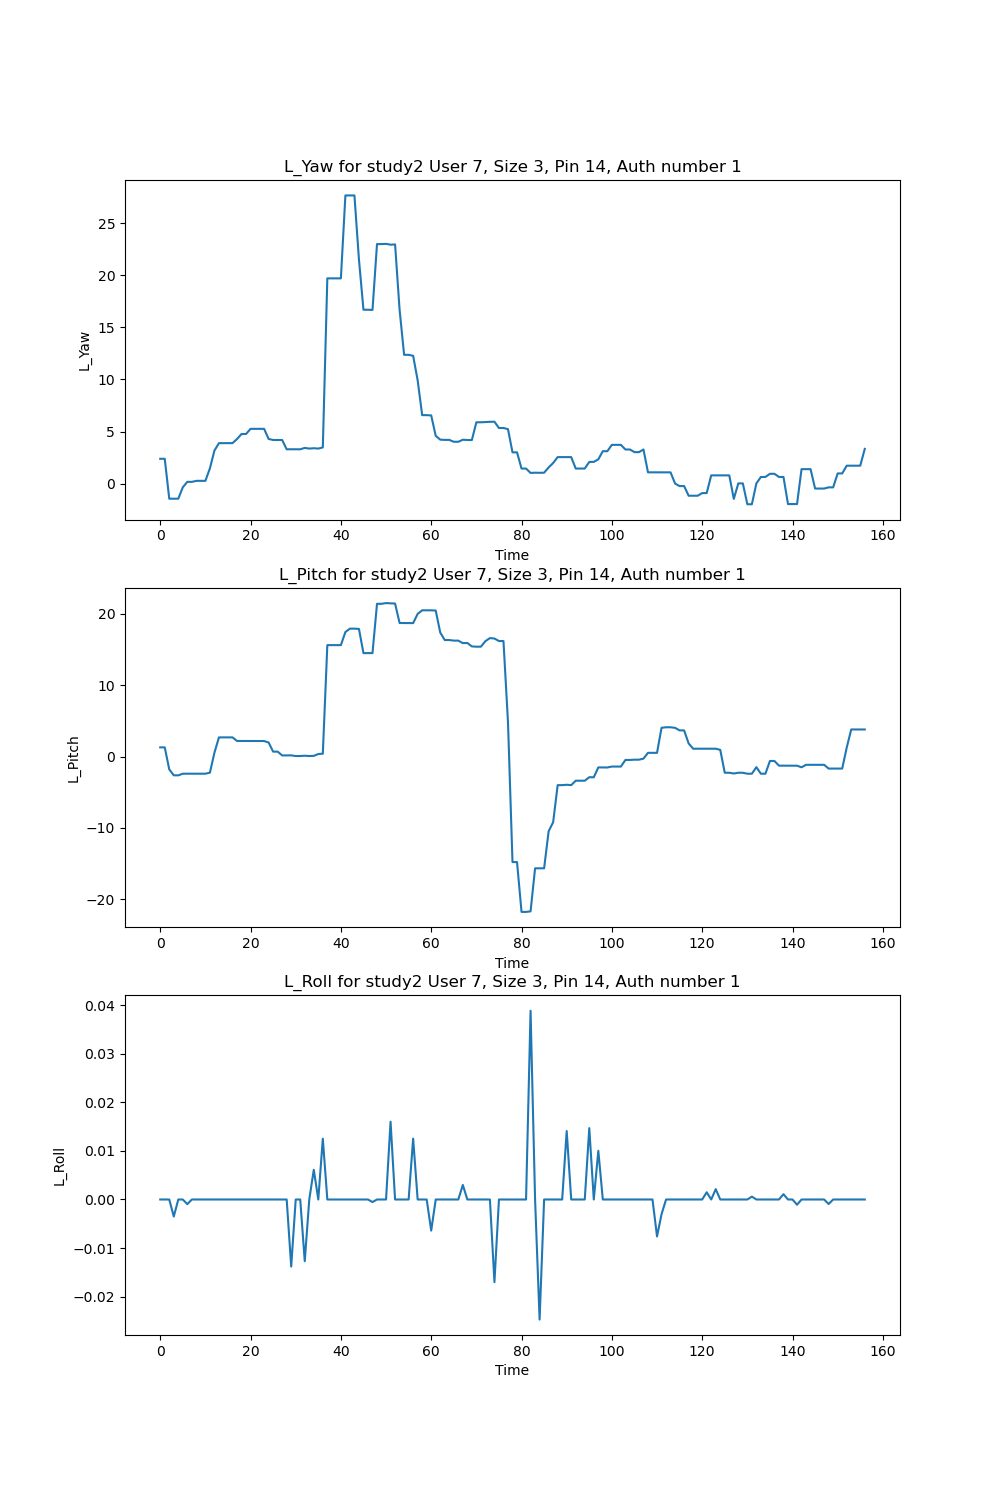 L_Yaw for study2 User 7, Size 3, Pin 14, Auth number 1
25
20
15
10
5
0
L_Yaw
0 20 40 60 80 100 120 140 160
Time
L_Pitch for study2 User 7, Size 3, Pin 14, Auth number 1
20
10
0
−10
−20
L_Pitch
0 20 40 60 80 100 120 140 160
Time
L_Roll for study2 User 7, Size 3, Pin 14, Auth number 1
0.04
0.03
0.02
0.01
0.00
−0.01
−0.02
L_Roll
0 20 40 60 80 100 120 140 160
Time